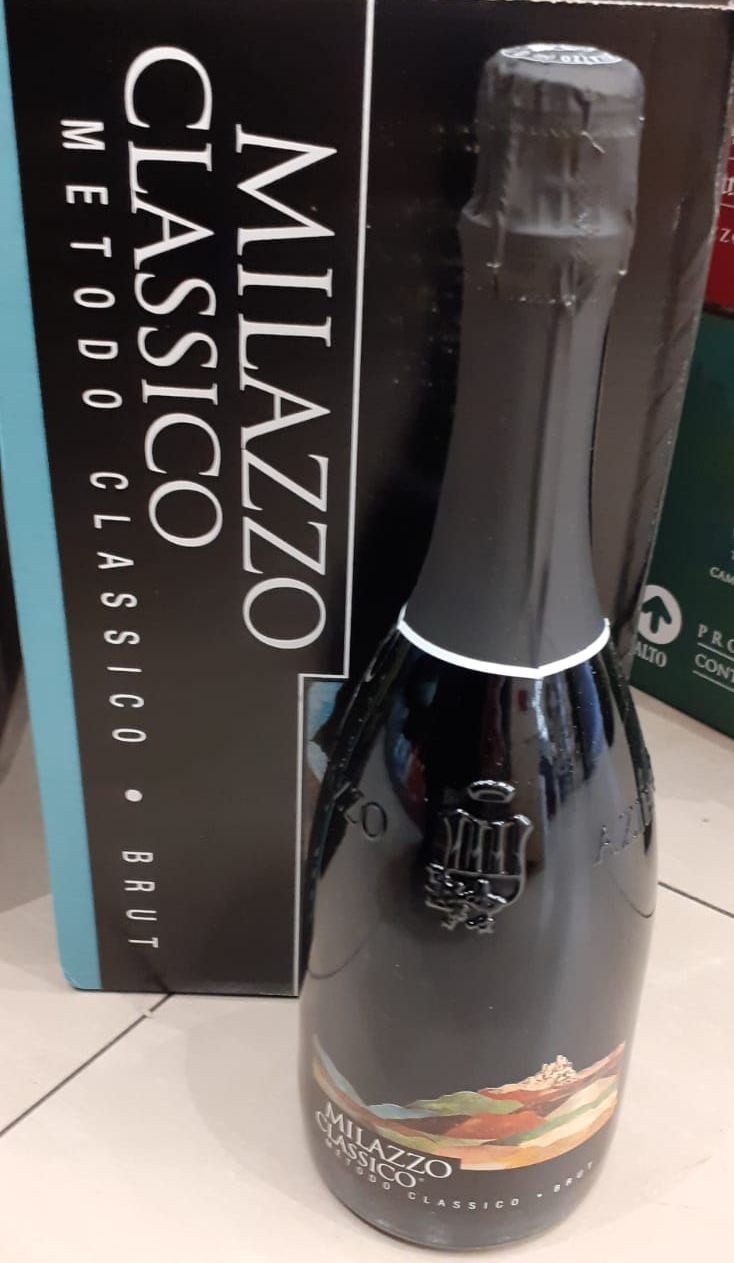 MILAZZO
CLASSICO
METODO CLASSICO • BRUT
MILAZZO
CLASSICO
METODO CLASSICO • BRUT
ALTO